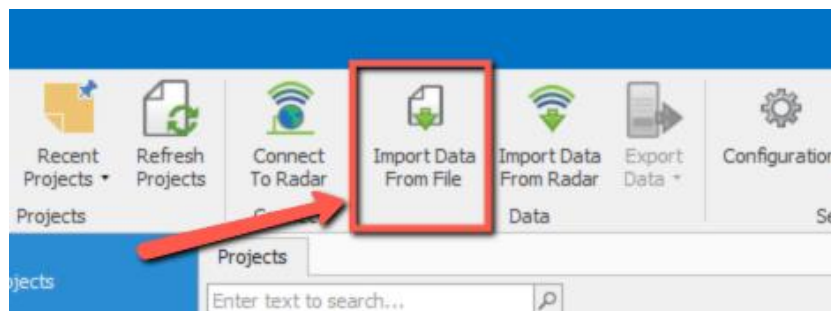 Recent
Projects
Refresh
Projects
Connect
To Radar
Import Data
From File
Import Data
From Radar
Export
Data
Configuration
Projects
Data
Projects
Enter text to search...